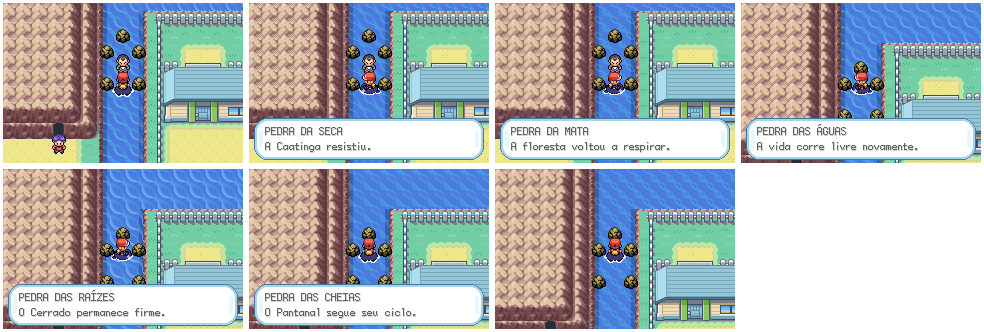 PEDRA DA SECA
A Caatinga resistiu.
PEDRA DA MATA
A floresta voltou a respirar.
PEDRA DAS ÁGUAS
A vida corre livre novamente.
PEDRA DAS RAÍZES
O Cerrado permanece firme.
PEDRA DAS CHEIAS
O Pantanal segue seu ciclo.